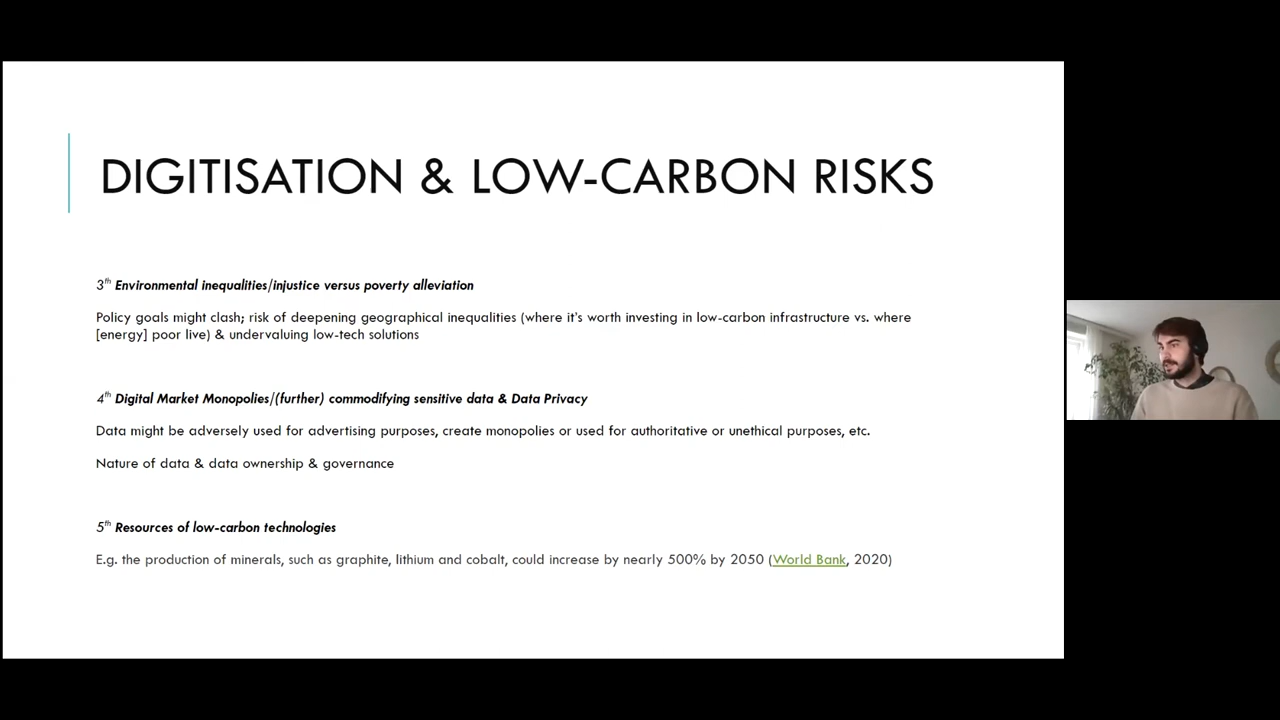 DIGITISATION & LOW-CARBON RISKS
3th Environmental inequalities/injustice versus poverty alleviation
Policy goals might clash; risk of deepening geographical inequalities (where it's worth investing in low-carbon infrastructure vs. where
[energy] poor live) & undervaluing low-tech solutions
4th Digital Market Monopolies/(further) commodifying sensitive data & Data Privacy
Data might be adversely used for advertising purposes, create monopolies or used for authoritative or unethical purposes, etc.
Nature of data & data ownership & governance
5th Resources of low-carbon technologies
E.g. the production of minerals, such as graphite, lithium and cobalt, could increase by nearly 500% by 2050 (World Bank, 2020)